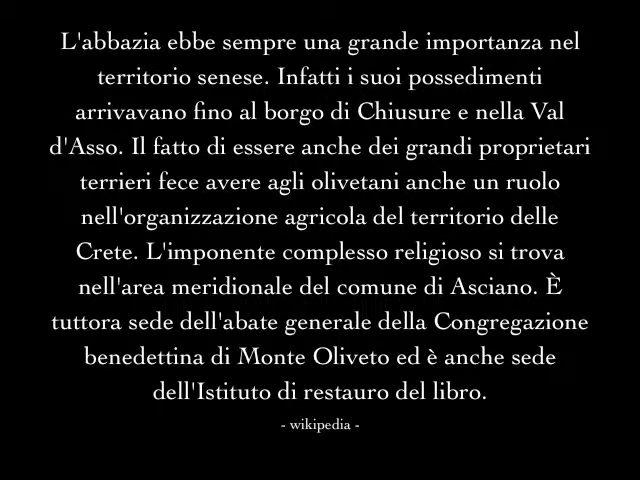 L'abbazia ebbe sempre una grande importanza nel
territorio senese. Infatti i suoi possedimenti
arrivavano fino al borgo di Chiusure e nella Val
d'Asso. Il fatto di essere anche dei grandi proprietari
terrieri fece avere agli olivetani anche un ruolo
nell'organizzazione agricola del territorio delle
Crete. L'imponente complesso religioso si trova
nell'area meridionale del comune di Asciano. È
tuttora sede dell'abate generale della Congregazione
benedettina di Monte Oliveto ed è anche sede
dell'Istituto di restauro del libro.
- wikipedia -